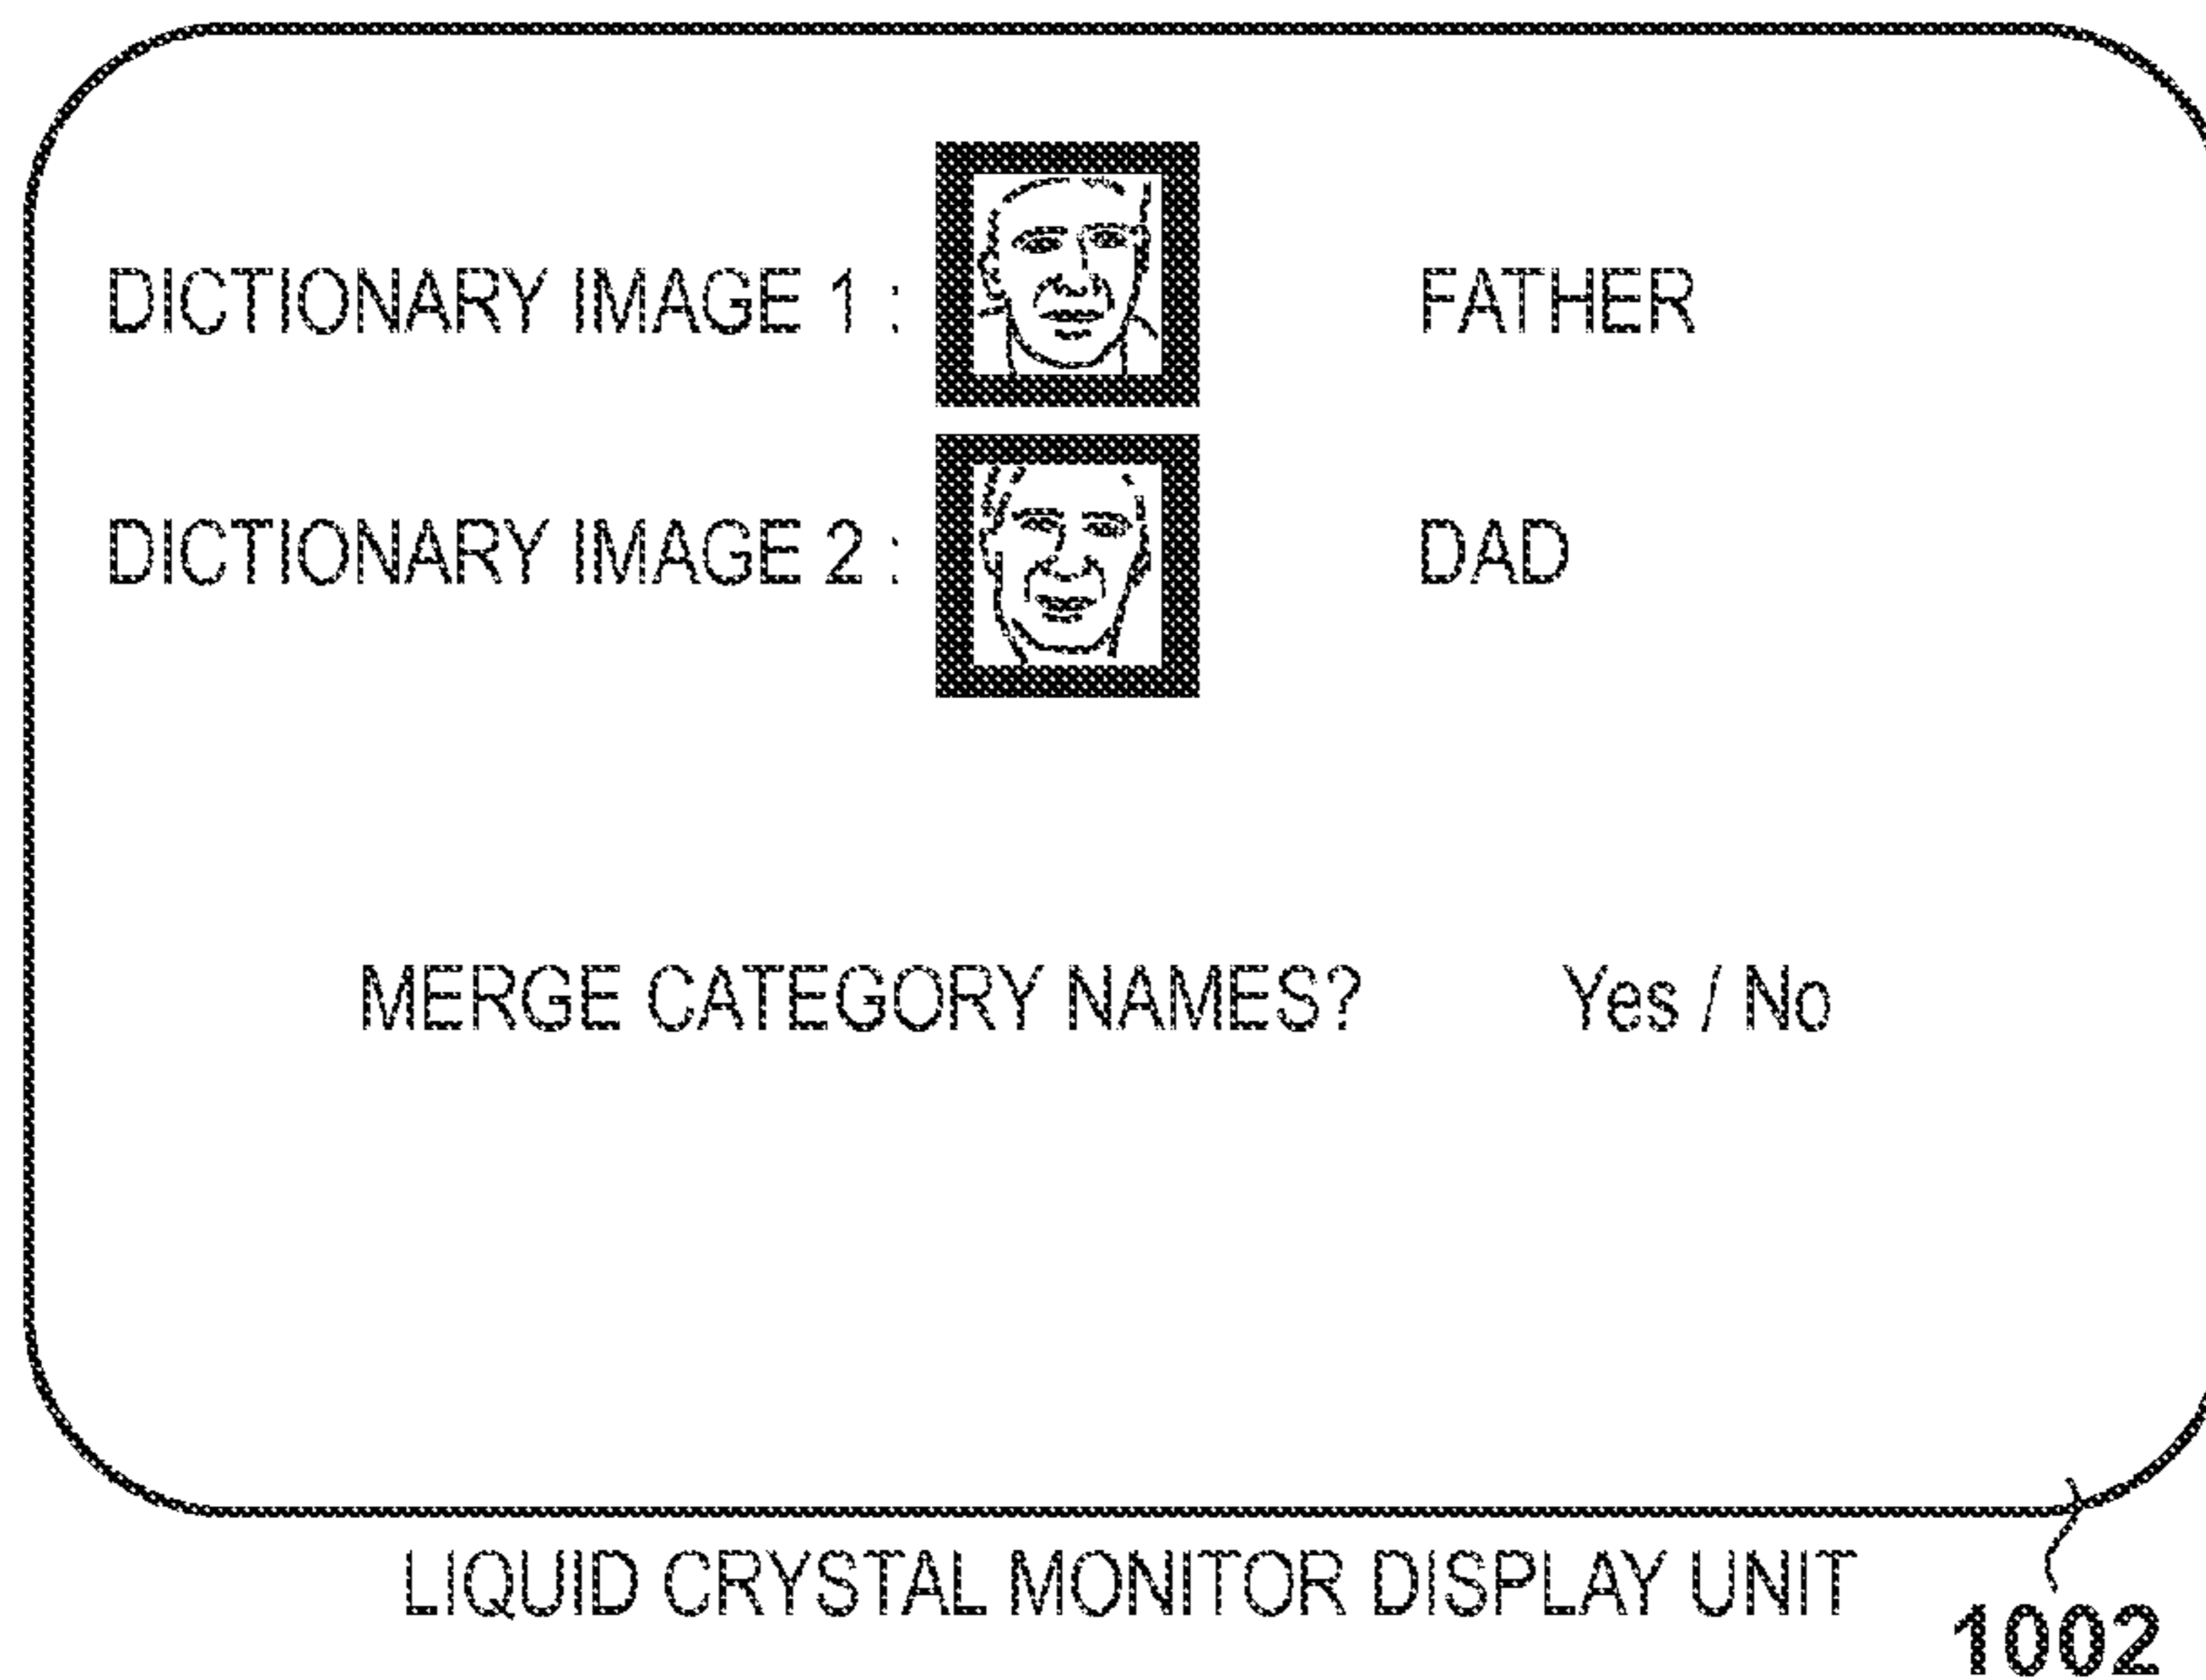 DICTIONARY IMAGE 1 : FATHER
DICTIONARY IMAGE 2 : DAD
MERGE CATEGORY NAMES? Yes / No
LIQUID CRYSTAL MONITOR DISPLAY UNIT
1002